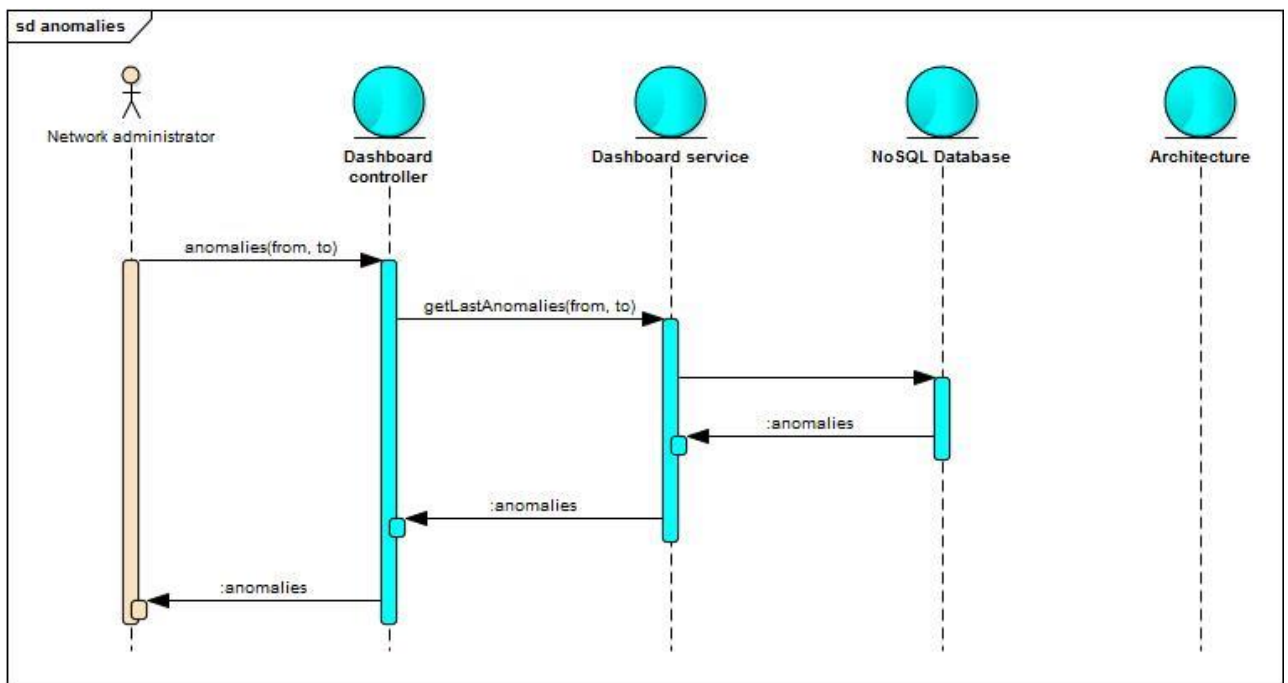 sd anomalies
Network administrator
Dashboard
controller
Dashboard service
NoSQL Database
Architecture
anomalies(from, to)
getLastAnomalies(from, to)
:anomalies
:anomalies
:anomalies